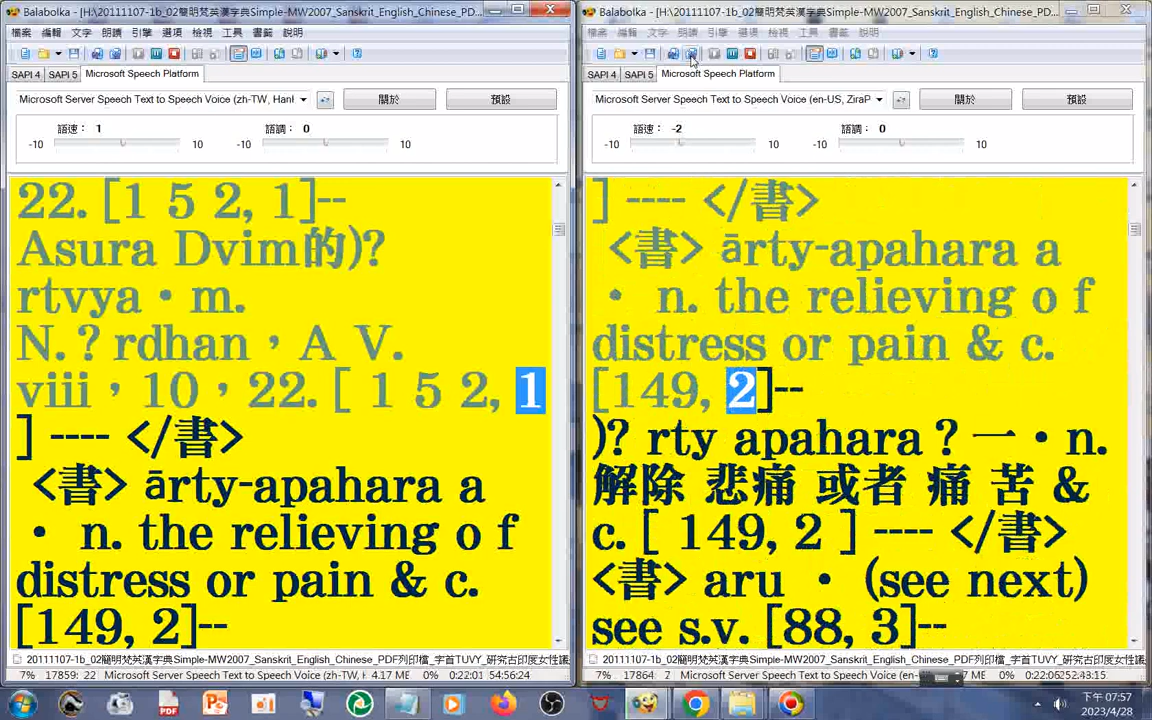 Balabolka - [H:\20111107-1b_02簡明梵英漢字典Simple-MW2007_Sanskrit_English_Chinese_PD...
檔案 編輯 文字 朗讀 引擎 選項 檢視 工具 書籤 說明
SAPI 4 SAPI 5 Microsoft Speech Platform
Microsoft Server Speech Text to Speech Voice (zh-TW, Hanl
關於 預設
語速： 1 語調： 0
-10 10 -10 10
22. [1 5 2, 1]--
Asura Dvim的)?
rtvya・m.
N.？rdhan，A V.
viii，10，22. [ 1 5 2, 1
] ---- </書>
<書> ārty-apahara a
・ n. the relieving o f
distress or pain & c.
[149, 2]--
20111107-1b_02簡明梵英漢字典Simple-MW2007_Sanskrit_English_Chinese_PDF列印檔_字首TUVY_研究古印度女性議
7% 17859: 22 Microsoft Server Speech Text to Speech Voice (zh-TW, H 4.17 ME 0% 0:22:01 54:56:24
Balabolka - [H:\20111107-1b_02簡明梵英漢字典Simple-MW2007_Sanskrit_English_Chinese_PDF...
檔案 編輯 文字 朗讀 引擎 選項 檢視 工具 書籤 說明
SAPI 4 SAPI 5 Microsoft Speech Platform
Microsoft Server Speech Text to Speech Voice (en-US, ZiraP
關於 預設
語速： -2 語調： 0
-10 10 -10 10
] ---- </書>
<書> ārty-apahara a
・ n. the relieving o f
distress or pain & c.
[149, 2]--
)? rty apahara？一・n.
解除 悲痛 或者 痛 苦 &
c. [ 149, 2 ] ---- </書>
<書> aru ・ (see next)
see s.v. [88, 3]--
20111107-1b_02簡明梵英漢字典Simple-MW2007_Sanskrit_English_Chinese_PDF列印檔_字首TUVY_研究古印度女性議
7% 17864: 2 Microsoft Server Speech Text to Speech Voice (en- ME 0% 0:22:06 252:43:15
下午 07:57
2023/4/28